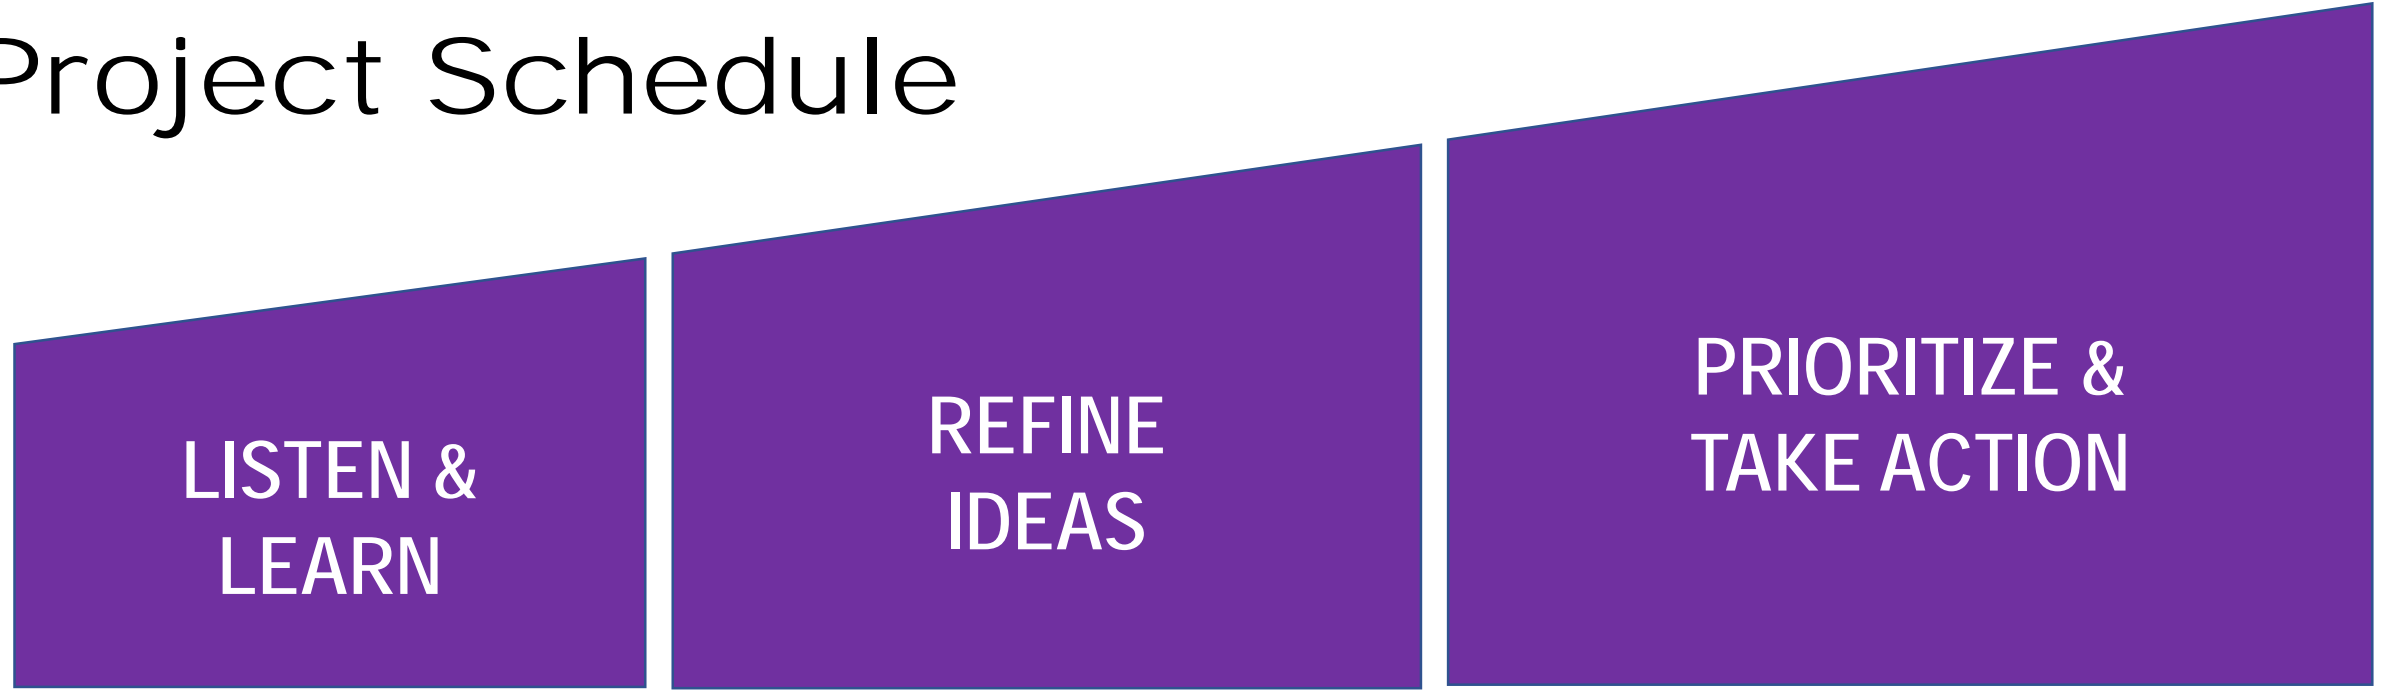 Project Schedule
LISTEN &
LEARN
REFINE
IDEAS
PRIORITIZE &
TAKE ACTION